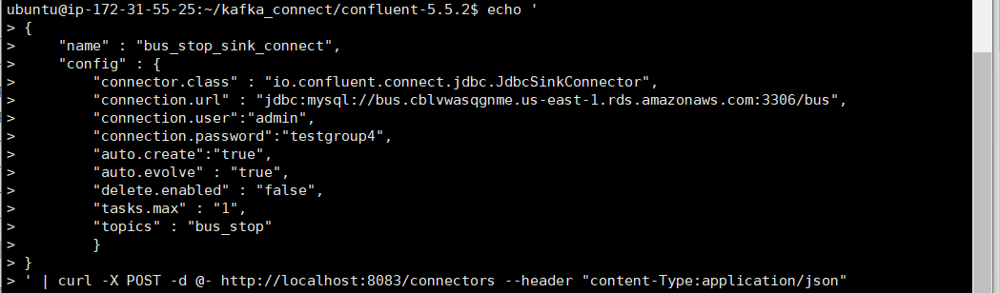 ubuntu@ip-172-31-55-25:~/kafka_connect/confluent-5.5.2$ echo '
> {
>     "name" : "bus_stop_sink_connect",
>     "config" : {
>         "connector.class" : "io.confluent.connect.jdbc.JdbcSinkConnector",
>         "connection.url" : "jdbc:mysql://bus.cblvwasqgnme.us-east-1.rds.amazonaws.com:3306/bus",
>         "connection.user":"admin",
>         "connection.password":"testgroup4",
>         "auto.create":"true",
>         "auto.evolve" : "true",
>         "delete.enabled" : "false",
>         "tasks.max" : "1",
>         "topics" : "bus_stop"
>         }
> }
> ' | curl -X POST -d @- http://localhost:8083/connectors --header "content-Type:application/json"